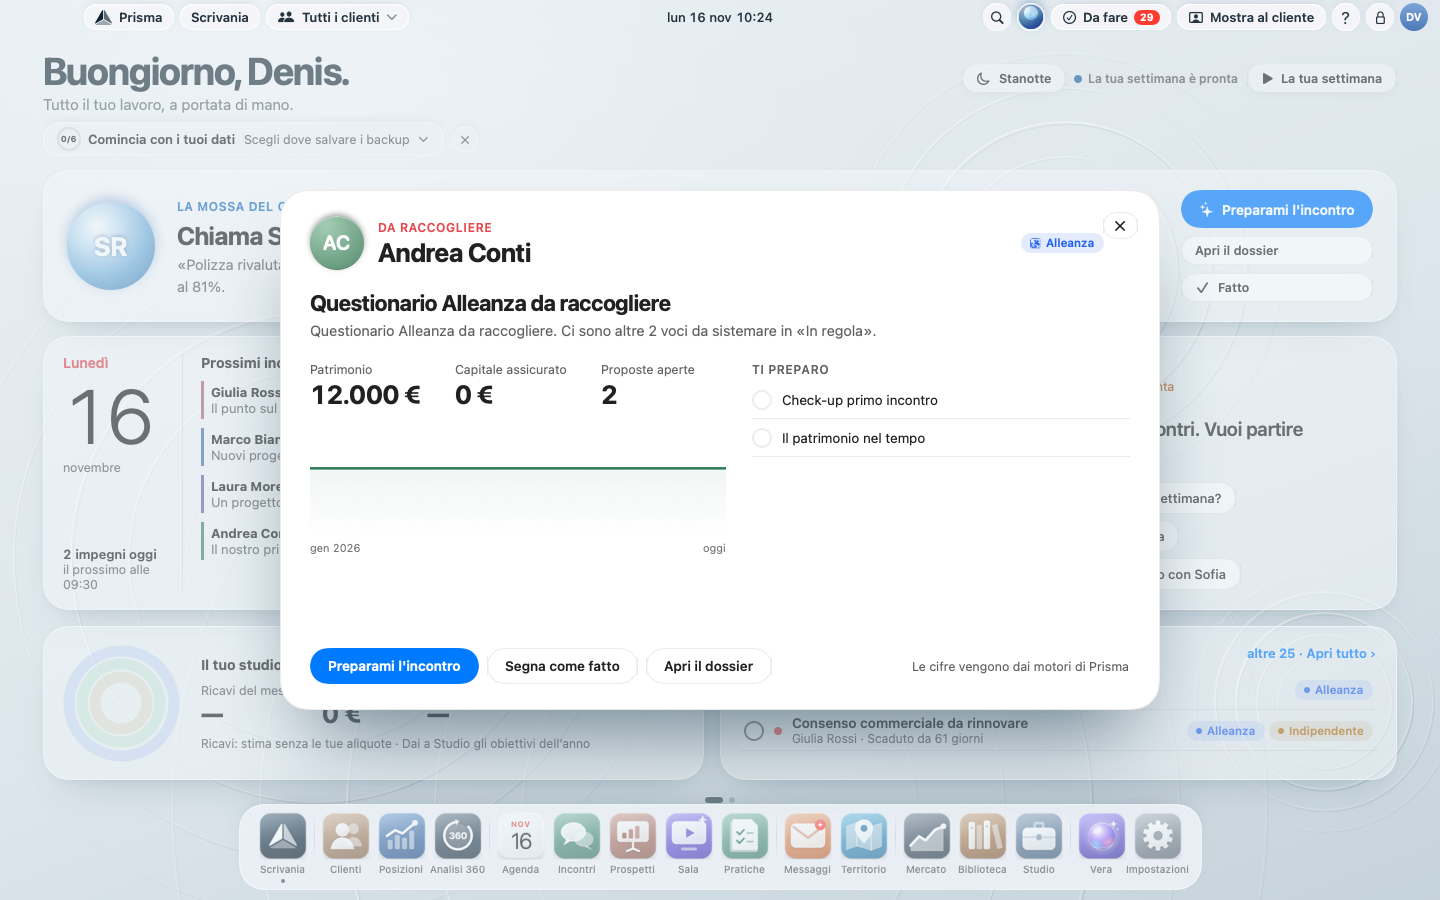 Prisma
Scrivania
Tutti i clienti
lun 16 nov 10:24
Da fare 29
Mostra al cliente
?
DV
Buongiorno, Denis.
Tutto il tuo lavoro, a portata di mano.
Stanotte
La tua settimana è pronta
La tua settimana
0/6 Comincia con i tuoi dati Scegli dove salvare i backup
SR
LA MOSSA DEL
Chiama S
«Polizza rivaluta
al 81%.
Preparami l'incontro
Apri il dossier
Fatto
AC
DA RACCOGLIERE
Andrea Conti
Alleanza
Questionario Alleanza da raccogliere
Questionario Alleanza da raccogliere. Ci sono altre 2 voci da sistemare in «In regola».
Patrimonio
12.000 €
Capitale assicurato
0 €
Proposte aperte
2
gen 2026
oggi
TI PREPARO
Check-up primo incontro
Il patrimonio nel tempo
Preparami l'incontro
Segna come fatto
Apri il dossier
Le cifre vengono dai motori di Prisma
Lunedì
16
novembre
2 impegni oggi
il prossimo alle
09:30
Prossimi inc
Giulia Ross
Il punto sul
Marco Bian
Nuovi proge
Laura More
Un progetto
Andrea Co
Il nostro pri
nta
ontri. Vuoi partire
ettimana?
a
o con Sofia
Il tuo studio
Ricavi del mes
—
0 €
—
Ricavi: stima senza le tue aliquote · Dai a Studio gli obiettivi dell'anno
altre 25 · Apri tutto ›
Alleanza
Consenso commerciale da rinnovare
Giulia Rossi · Scaduto da 61 giorni
Alleanza
Indipendente
360
NOV
16
Scrivania
Clienti
Posizioni
Analisi 360
Agenda
Incontri
Prospetti
Sala
Pratiche
Messaggi
Territorio
Mercato
Biblioteca
Studio
Vera
Impostazioni